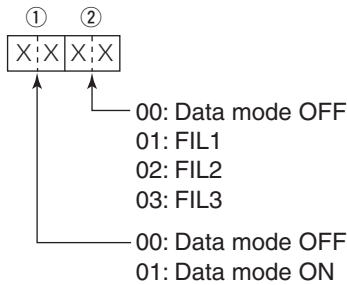 ① ②
X X X X
00: Data mode OFF
01: FIL1
02: FIL2
03: FIL3
00: Data mode OFF
01: Data mode ON